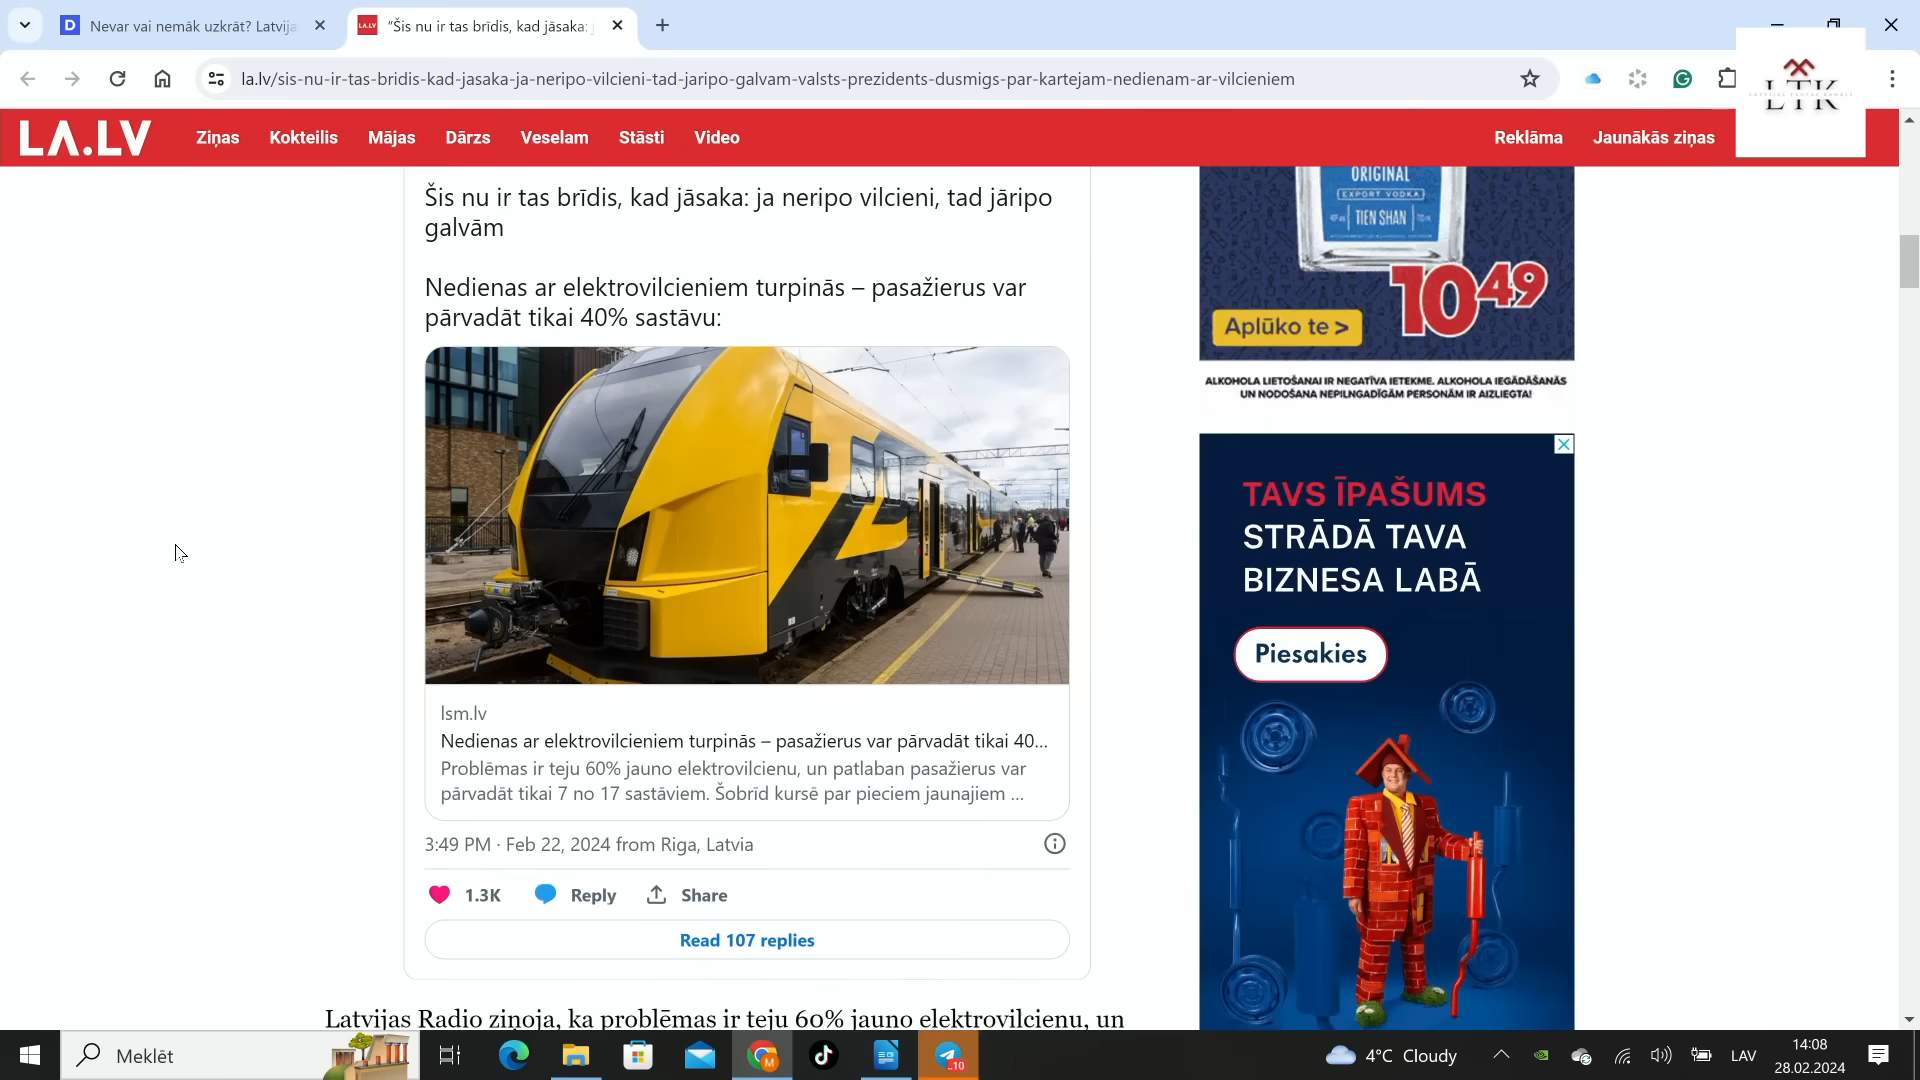 Nevar vai nemāk uzkrāt? Latvija
"Šis nu ir tas brīdis, kad jāsaka: j
la.lv/sis-nu-ir-tas-bridis-kad-jasaka-ja-neripo-vilcieni-tad-jaripo-galvam-valsts-prezidents-dusmigs-par-kartejam-nedienam-ar-vilcieniem
LTK
LA.LV
Ziņas
Kokteilis
Mājas
Dārzs
Veselam
Stāsti
Video
Reklāma
Jaunākās ziņas
Šis nu ir tas brīdis, kad jāsaka: ja neripo vilcieni, tad jāripo
galvām
Nedienas ar elektrovilcieniem turpinās – pasažierus var
pārvadāt tikai 40% sastāvu:
lsm.lv
Nedienas ar elektrovilcieniem turpinās – pasažierus var pārvadāt tikai 40...
Problēmas ir teju 60% jauno elektrovilcienu, un patlaban pasažierus var
pārvadāt tikai 7 no 17 sastāviem. Šobrīd kursē par pieciem jaunajiem ...
3:49 PM · Feb 22, 2024 from Riga, Latvia
1.3K
Reply
Share
Read 107 replies
Latvijas Radio ziņoja, ka problēmas ir teju 60% jauno elektrovilcienu, un
ORIGINAL
EXPORT VODKA
TIEN SHAN
10 49
Aplūko te >
ALKOHOLA LIETOŠANAI IR NEGATĪVA IETEKME. ALKOHOLA IEGĀDĀŠANĀS
UN NODOŠANA NEPILNGADĪGĀM PERSONĀM IR AIZLIEGTA!
TAVS ĪPAŠUMS
STRĀDĀ TAVA
BIZNESA LABĀ
Piesakies
Meklēt
4°C Cloudy
LAV
14:08
28.02.2024